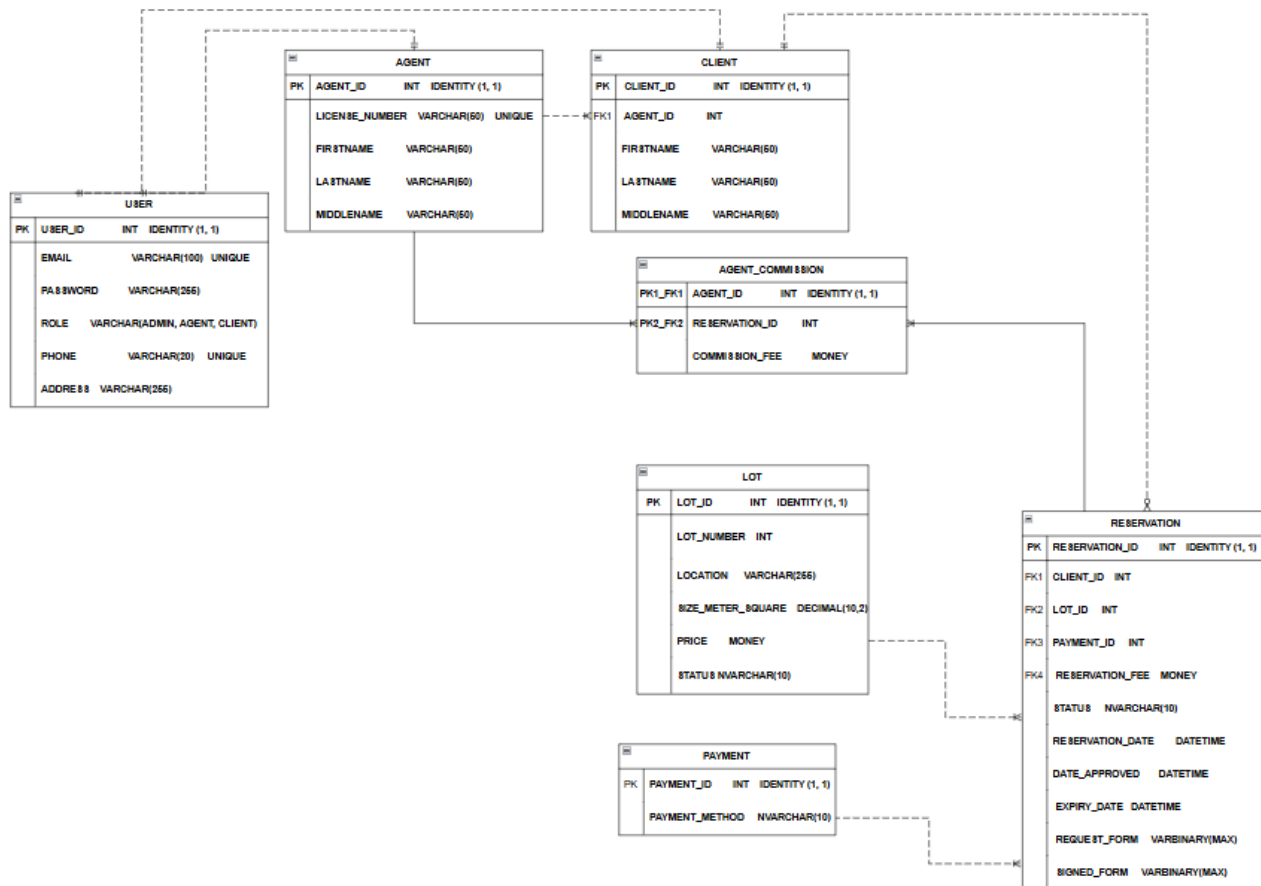 AGENT
PK AGENT_ID INT IDENTITY (1, 1)
LICENSE_NUMBER VARCHAR(50) UNIQUE
FIRSTNAME VARCHAR(50)
LASTNAME VARCHAR(50)
MIDDLENAME VARCHAR(50)
CLIENT
PK CLIENT_ID INT IDENTITY (1, 1)
FK1 AGENT_ID INT
FIRSTNAME VARCHAR(50)
LASTNAME VARCHAR(50)
MIDDLENAME VARCHAR(50)
USER
PK USER_ID INT IDENTITY (1, 1)
EMAIL VARCHAR(100) UNIQUE
PASSWORD VARCHAR(255)
ROLE VARCHAR(ADMIN, AGENT, CLIENT)
PHONE VARCHAR(20) UNIQUE
ADDRESS VARCHAR(255)
AGENT_COMMISSION
PK1_FK1 AGENT_ID INT IDENTITY (1, 1)
PK2_FK2 RESERVATION_ID INT
COMMISSION_FEE MONEY
LOT
PK LOT_ID INT IDENTITY (1, 1)
LOT_NUMBER INT
LOCATION VARCHAR(255)
SIZE_METER_SQUARE DECIMAL(10,2)
PRICE MONEY
STATUS NVARCHAR(10)
PAYMENT
PK PAYMENT_ID INT IDENTITY (1, 1)
PAYMENT_METHOD NVARCHAR(10)
RESERVATION
PK RESERVATION_ID INT IDENTITY (1, 1)
FK1 CLIENT_ID INT
FK2 LOT_ID INT
FK3 PAYMENT_ID INT
FK4 RESERVATION_FEE MONEY
STATUS NVARCHAR(10)
RESERVATION_DATE DATETIME
DATE_APPROVED DATETIME
EXPIRY_DATE DATETIME
REQUEST_FORM VARBINARY(MAX)
SIGNED_FORM VARBINARY(MAX)